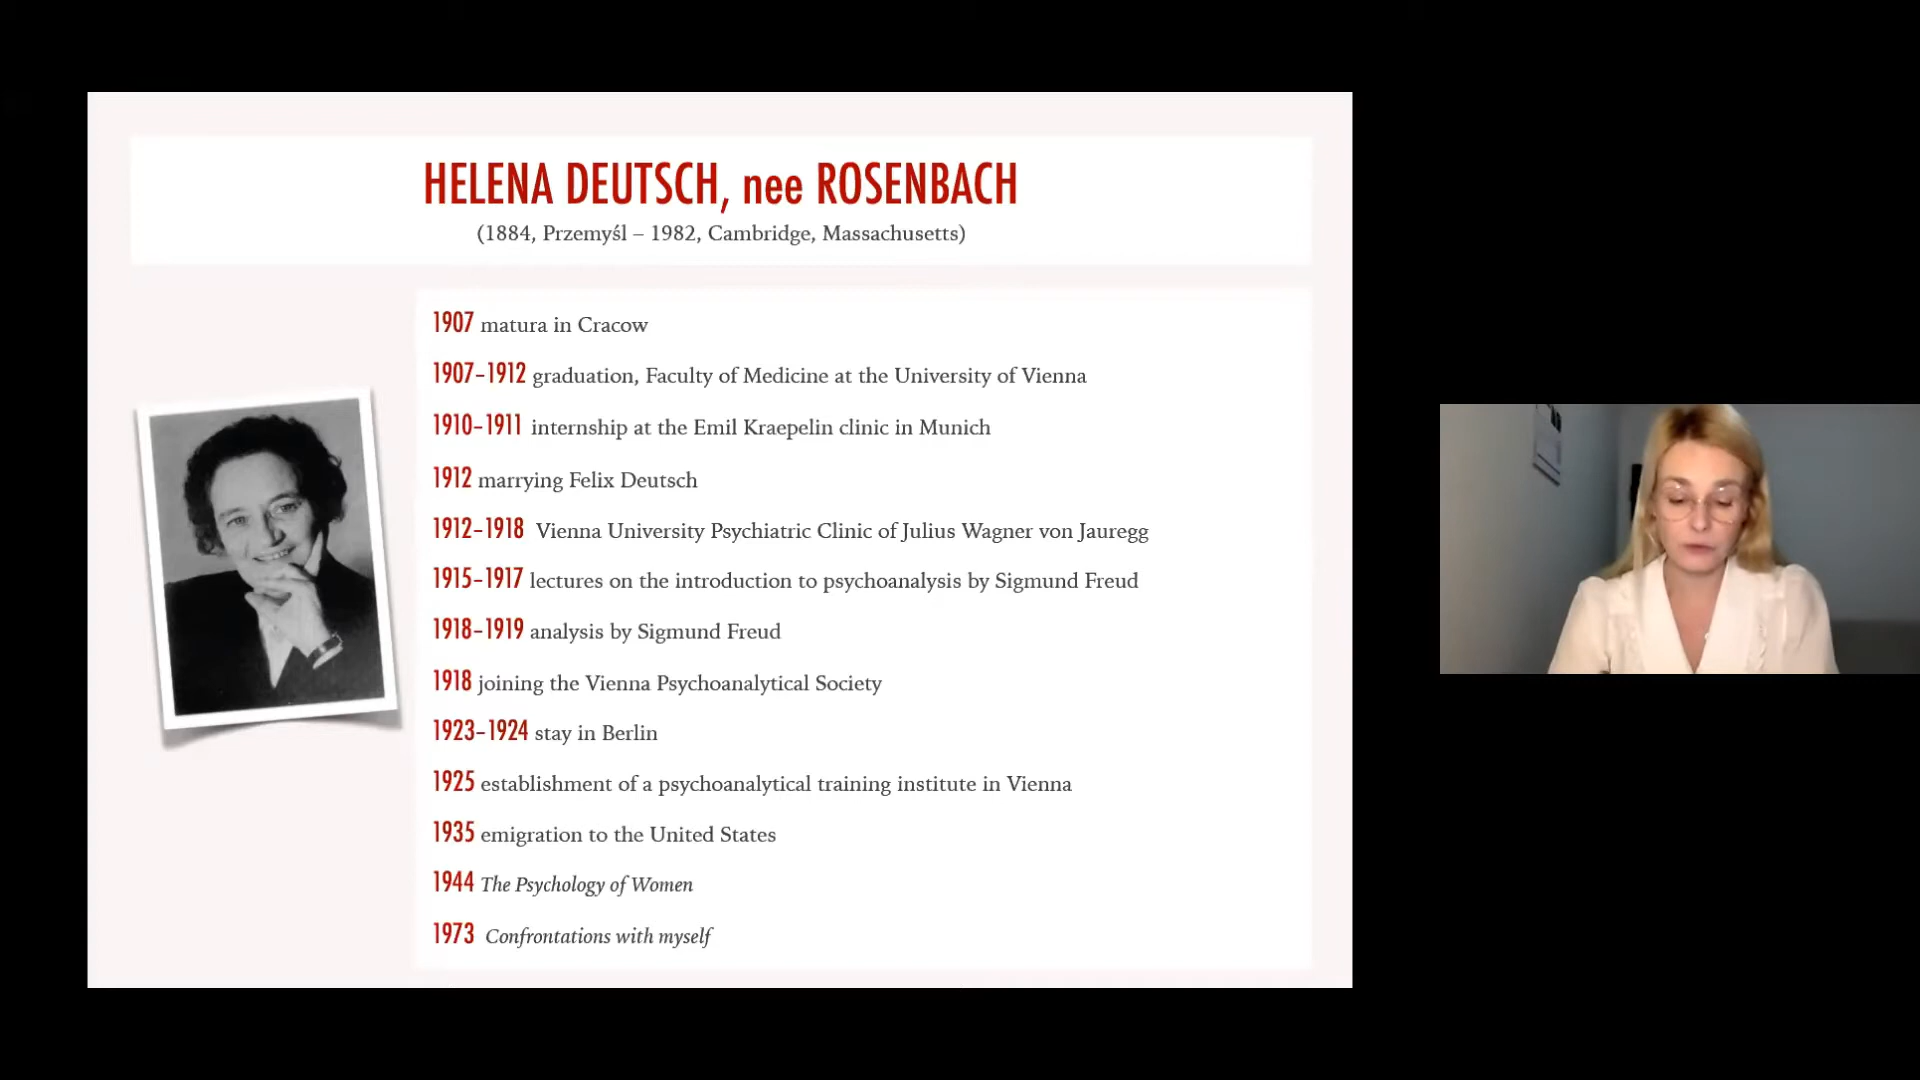 HELENA DEUTSCH, nee ROSENBACH
(1884, Przemyśl – 1982, Cambridge, Massachusetts)
1907 matura in Cracow
1907–1912 graduation, Faculty of Medicine at the University of Vienna
1910–1911 internship at the Emil Kraepelin clinic in Munich
1912 marrying Felix Deutsch
1912–1918 Vienna University Psychiatric Clinic of Julius Wagner von Jauregg
1915–1917 lectures on the introduction to psychoanalysis by Sigmund Freud
1918–1919 analysis by Sigmund Freud
1918 joining the Vienna Psychoanalytical Society
1923–1924 stay in Berlin
1925 establishment of a psychoanalytical training institute in Vienna
1935 emigration to the United States
1944 The Psychology of Women
1973 Confrontations with myself